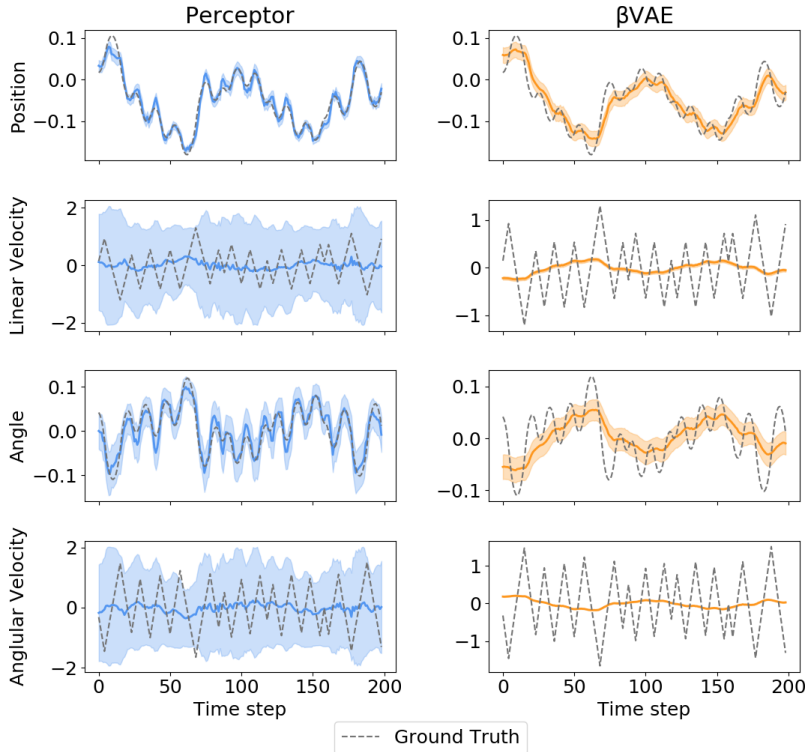 Perceptor
βVAE
Position
0.1
0.0
−0.1
0.1
0.0
−0.1
Linear Velocity
2
0
−2
1
0
−1
Angle
0.1
0.0
−0.1
0.1
0.0
−0.1
Anglular Velocity
2
0
−2
1
0
−1
0 50 100 150 200
0 50 100 150 200
Time step
Time step
Ground Truth